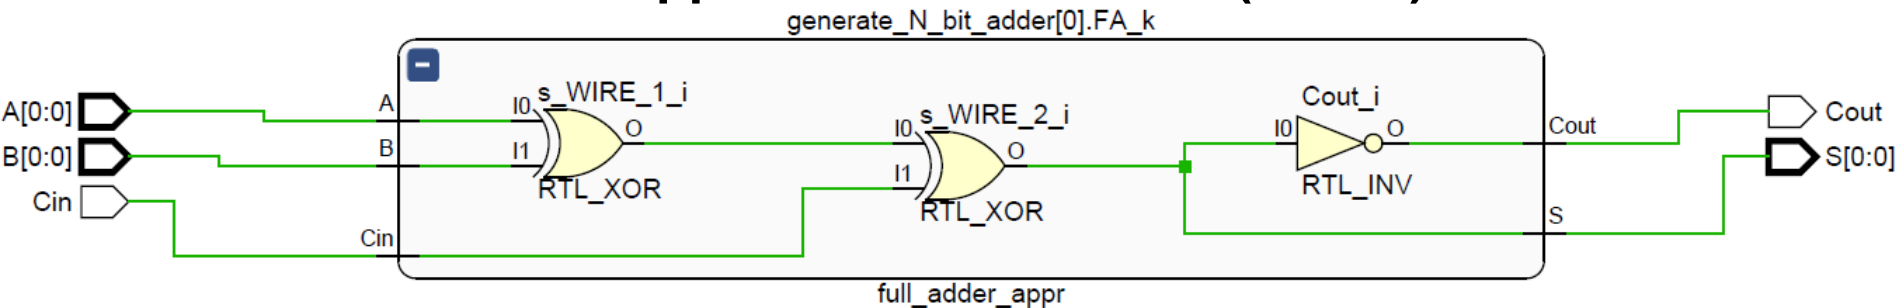 generate_N_bit_adder[0].FA_k
A[0:0]
B[0:0]
Cin
A
B
Cin
I0
I1
s_WIRE_1_i
O
RTL_XOR
I0
I1
s_WIRE_2_i
O
RTL_XOR
Cout_i
I0
O
RTL_INV
Cout
S
Cout
S[0:0]
full_adder_appr